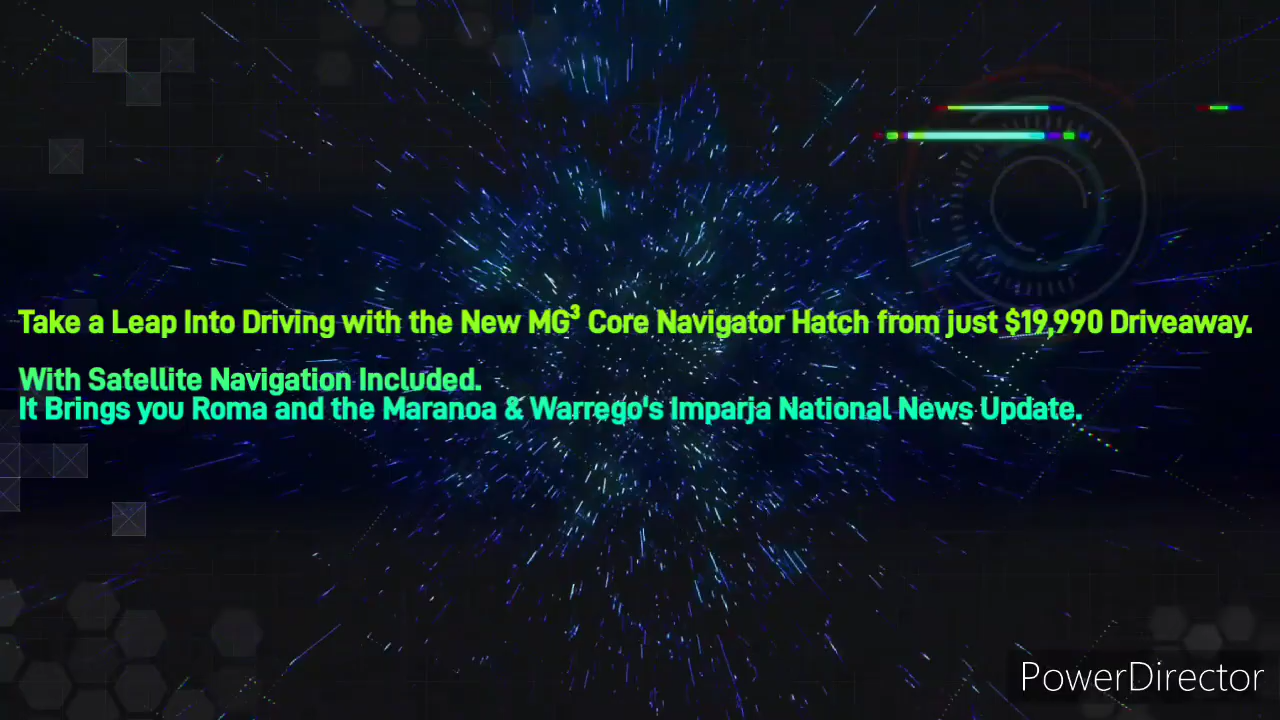 Take a Leap Into Driving with the New MG³ Core Navigator Hatch from just $19,990 Driveaway.
With Satellite Navigation Included.
It Brings you Roma and the Maranoa & Warrego's Imparja National News Update.
PowerDirector